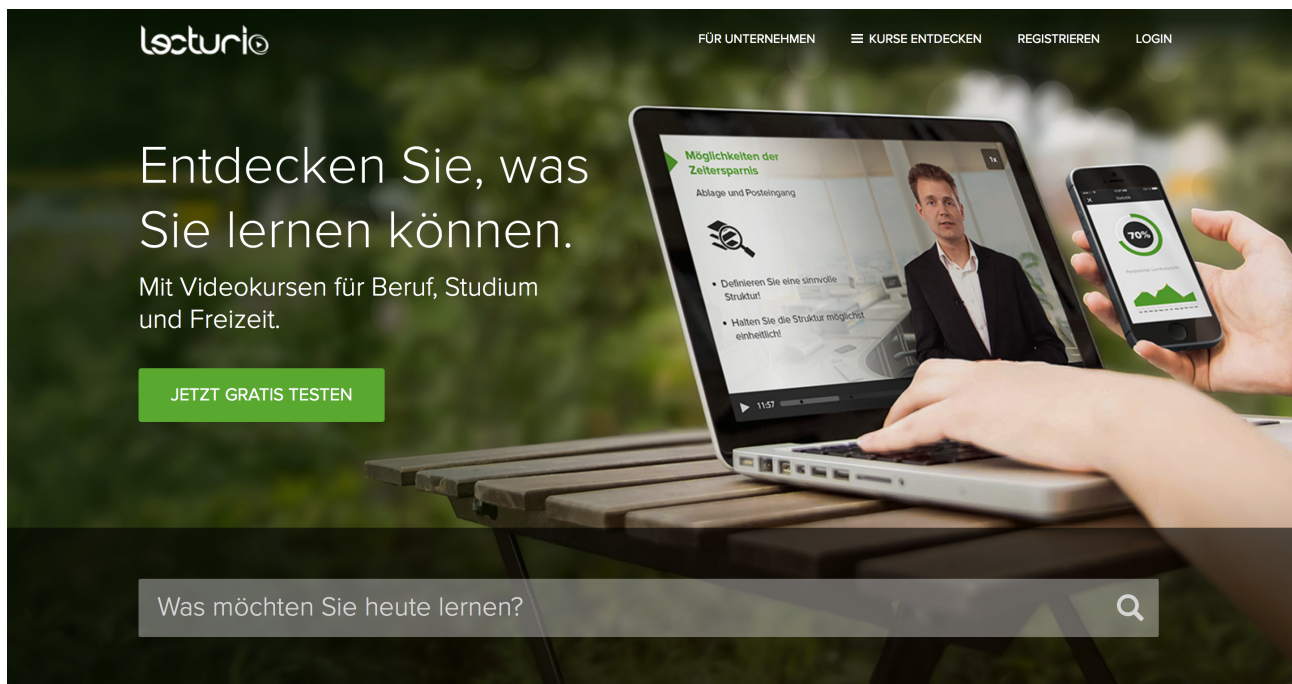 lecturio
FÜR UNTERNEHMEN
KURSE ENTDECKEN
REGISTRIEREN
LOGIN
Entdecken Sie, was
Sie lernen können.
Mit Videokursen für Beruf, Studium
und Freizeit.
JETZT GRATIS TESTEN
Möglichkeiten der
Zeitersparnis
1x
Ablage und Posteingang
• Definieren Sie eine sinnvolle
Struktur!
• Halten Sie die Struktur möglichst
einheitlich!
11:57
Statistik
70%
Was möchten Sie heute lernen?